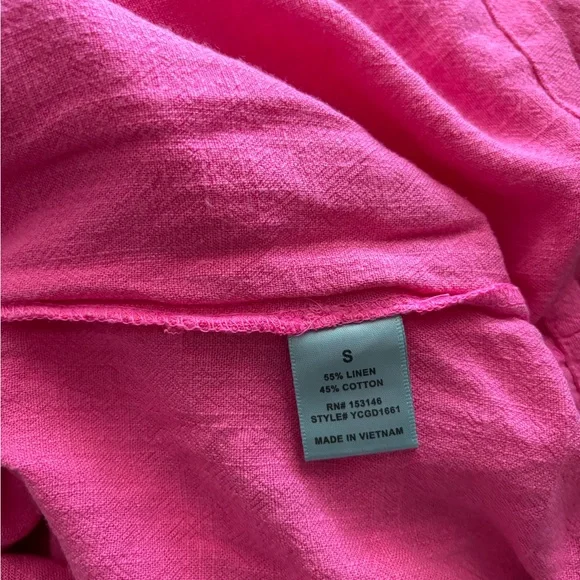 S
55% LINEN
45% COTTON
RN# 153146
STYLE# YCGD1661
MADE IN VIETNAM